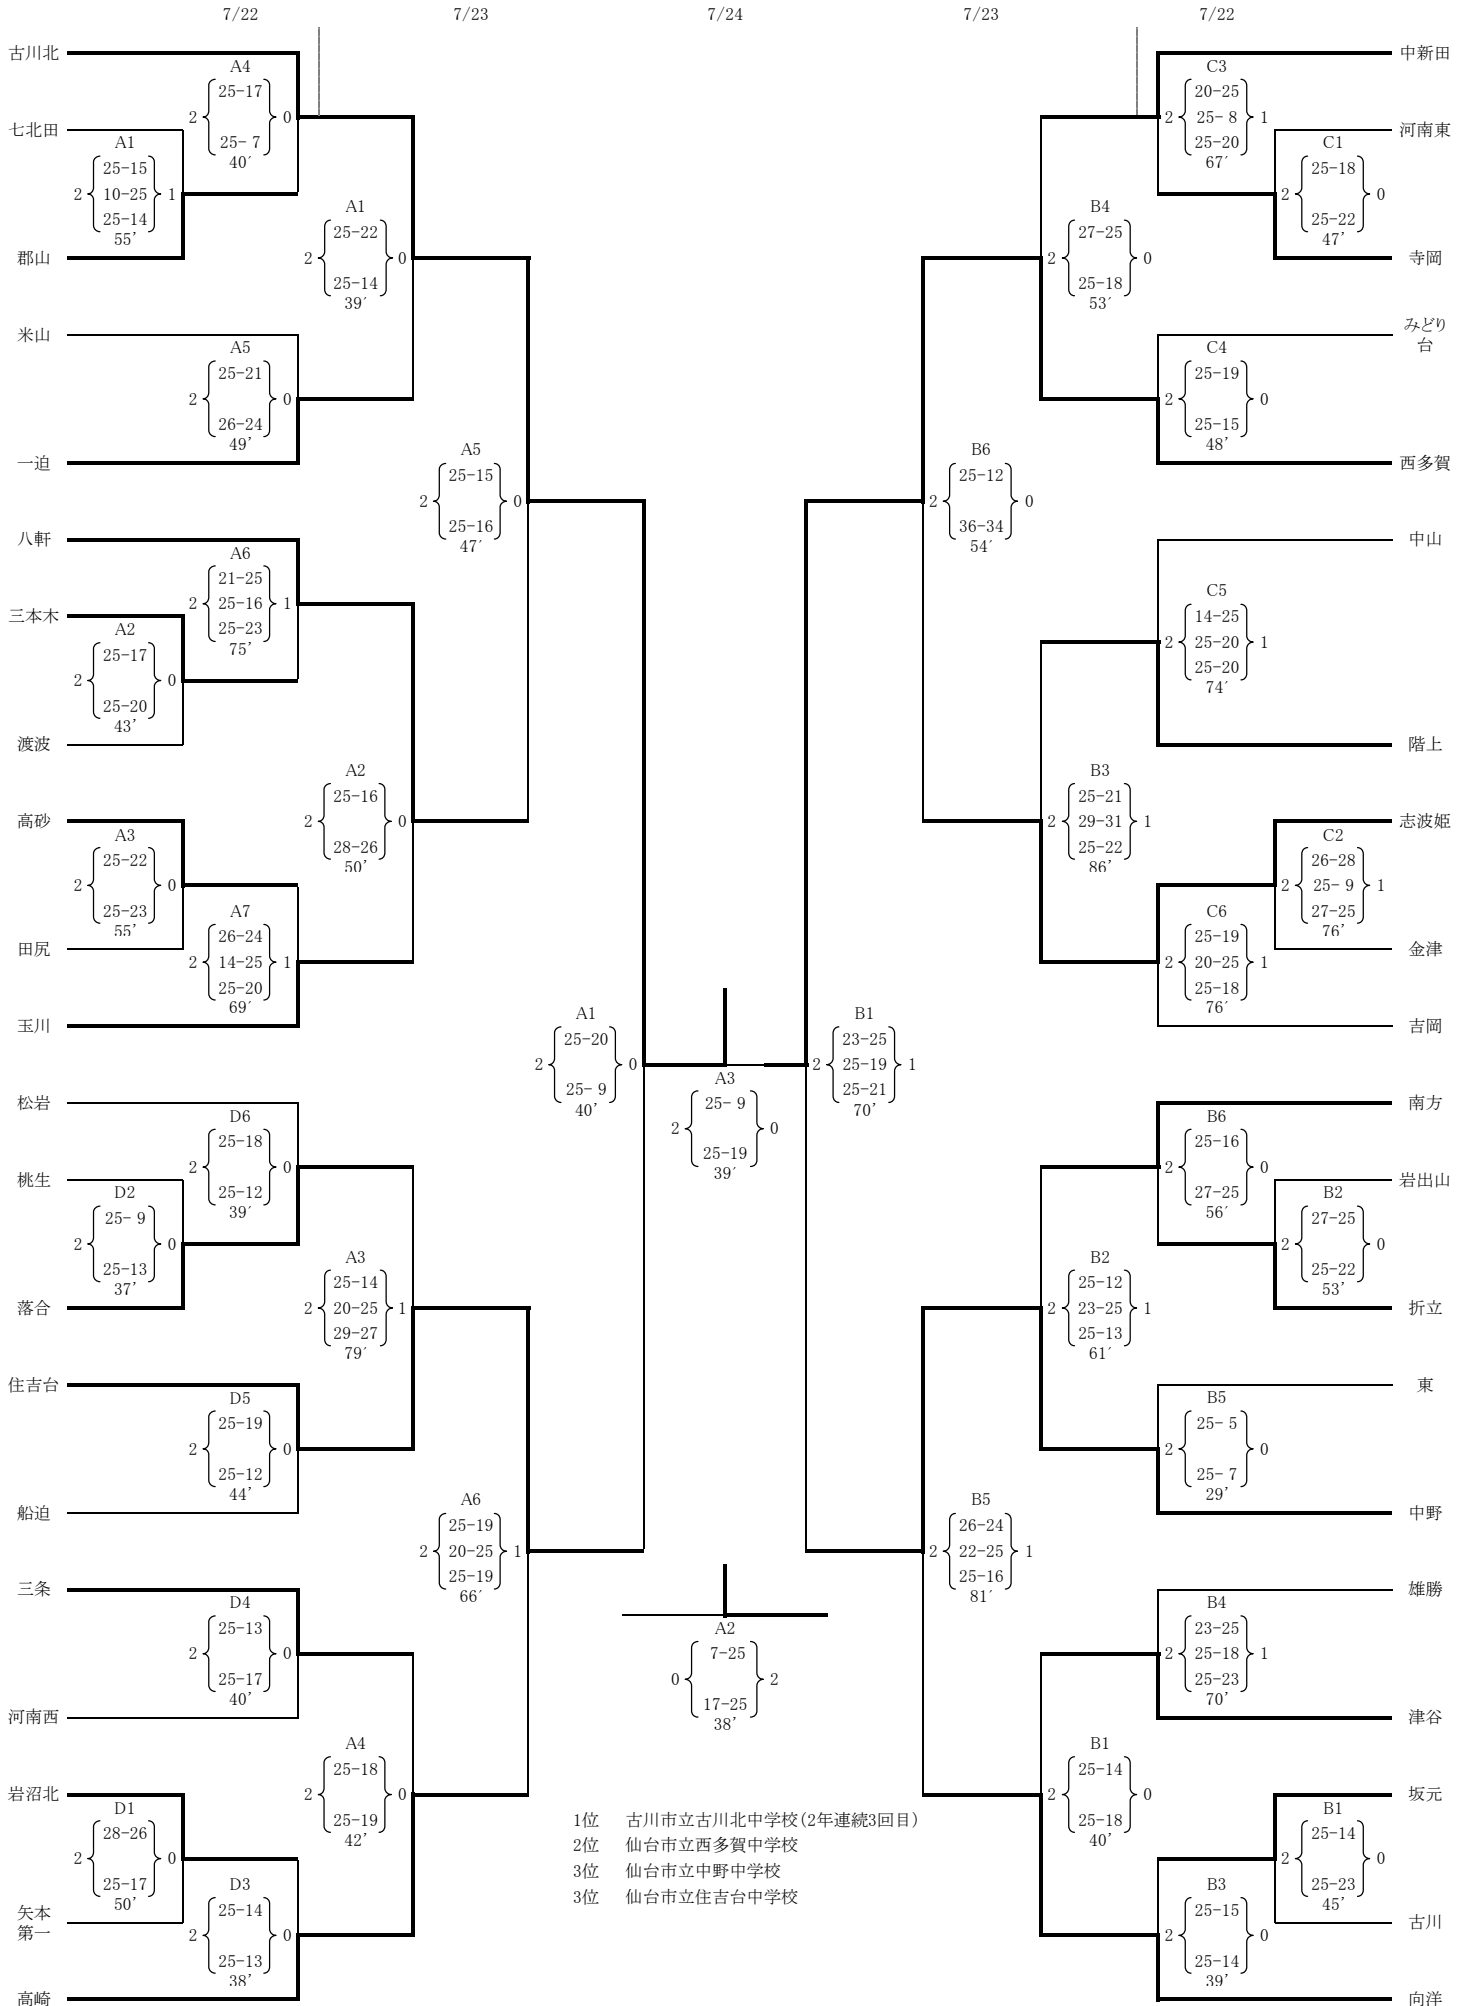 7/22
7/23
7/24
7/23
7/22
古川北
A4
25-17
2 0
25- 7
40′
七北田
A1
25-15
2 10-25 1
25-14
55’
郡山
A1
25-22
2 0
25-14
39′
米山
A5
25-21
2 0
26-24
49’
一迫
A5
25-15
2 0
25-16
47′
八軒
A6
21-25
2 25-16 1
25-23
75’
三本木
A2
25-17
2 0
25-20
43’
渡波
A2
25-16
2 0
28-26
50’
高砂
A3
25-22
2 0
25-23
55’
田尻
A7
26-24
2 14-25 1
25-20
69′
玉川
A1
25-20
2 0
25- 9
40’
松岩
D6
25-18
2 0
25-12
39′
桃生
D2
25- 9
2 0
25-13
37’
落合
A3
25-14
2 20-25 1
29-27
79′
住吉台
D5
25-19
2 0
25-12
44’
船迫
A6
25-19
2 20-25 1
25-19
66′
三条
D4
25-13
2 0
25-17
40’
河南西
A4
25-18
2 0
25-19
42’
岩沼北
D1
28-26
2 0
25-17
50’
矢本
第一
D3
25-14
2 0
25-13
38’
高崎
A3
25- 9
2 0
25-19
39′
A2
7-25
0 2
17-25
38’
1位 古川市立古川北中学校(2年連続3回目)
2位 仙台市立西多賀中学校
3位 仙台市立中野中学校
3位 仙台市立住吉台中学校
中新田
C3
20-25
2 25- 8 1
25-20
67′
河南東
C1
25-18
2 0
25-22
47’
寺岡
B4
27-25
2 0
25-18
53′
みどり
台
C4
25-19
2 0
25-15
48’
西多賀
B6
25-12
2 0
36-34
54′
中山
C5
14-25
2 25-20 1
25-20
74′
階上
B3
25-21
2 29-31 1
25-22
86’
志波姫
C2
26-28
2 25- 9 1
27-25
76’
金津
C6
25-19
2 20-25 1
25-18
76′
吉岡
B1
23-25
2 25-19 1
25-21
70’
南方
B6
25-16
2 0
27-25
56′
岩出山
B2
27-25
2 0
25-22
53’
折立
B2
25-12
2 23-25 1
25-13
61′
東
B5
25- 5
2 0
25- 7
29’
中野
B5
26-24
2 22-25 1
25-16
81’
雄勝
B4
23-25
2 25-18 1
25-23
70’
津谷
B1
25-14
2 0
25-18
40’
坂元
B1
25-14
2 0
25-23
45’
古川
B3
25-15
2 0
25-14
39’
向洋